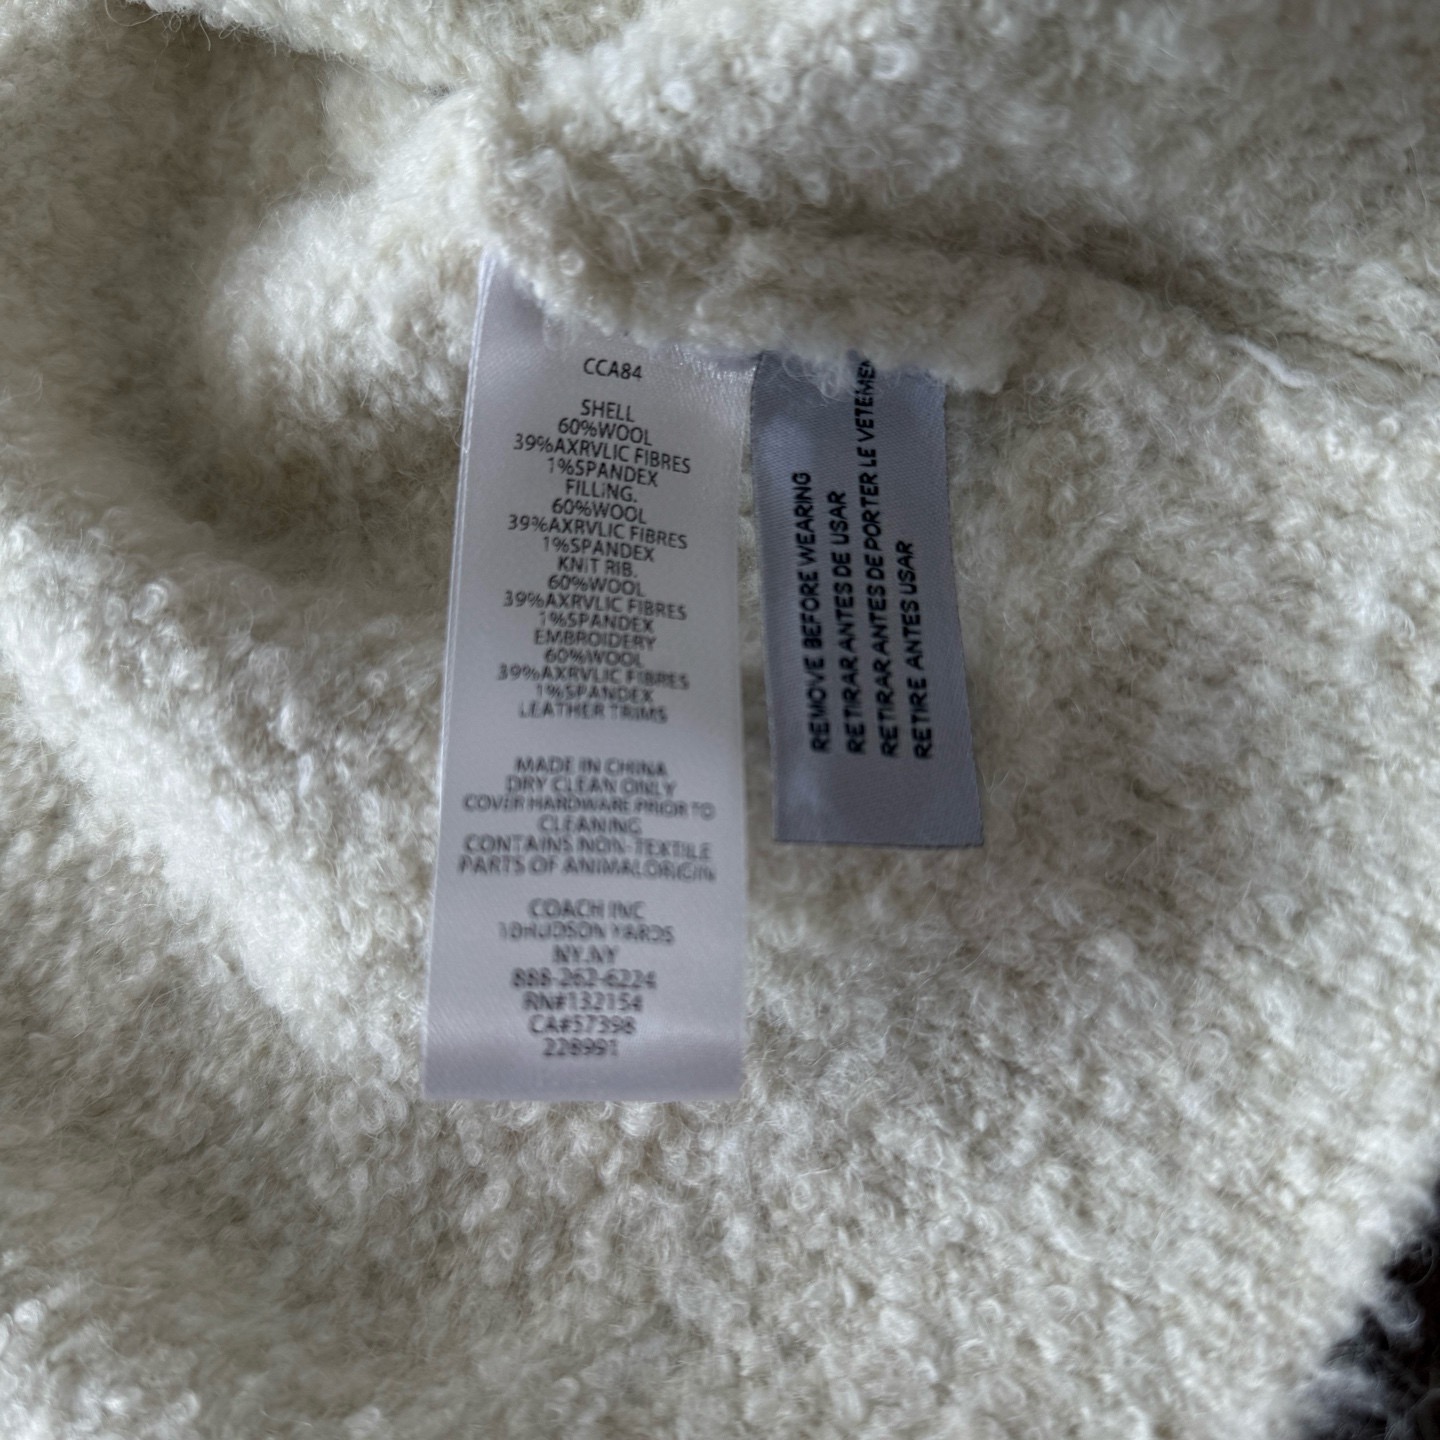 CCA84
SHELL
60%WOOL
39%AXRVLIC FIBRES
1%SPANDEX
FILLING.
60%WOOL
39%AXRVLIC FIBRES
1%SPANDEX
KNIT RIB.
60%WOOL
39%AXRVLIC FIBRES
1%SPANDEX
EMBROIDERY
60%WOOL
39%AXRVLIC FIBRES
1%SPANDEX
LEATHER TRIMS
MADE IN CHINA
DRY CLEAN ONLY
COVER HARDWARE PRIOR TO
CLEANING
CONTAINS NON-TEXTILE
PARTS OF ANIMALORIGIN
COACH INC
10HUDSON YARDS
NY.NY
888-262-6224
RN#132154
CA#57398
228991
REMOVE BEFORE WEARING
RETIRAR ANTES DE USAR
RETIRAR ANTES DE PORTER LE VETEMEN
RETIRE ANTES USAR